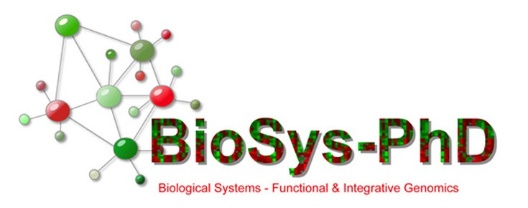 BioSys-PhD
Biological Systems - Functional & Integrative Genomics